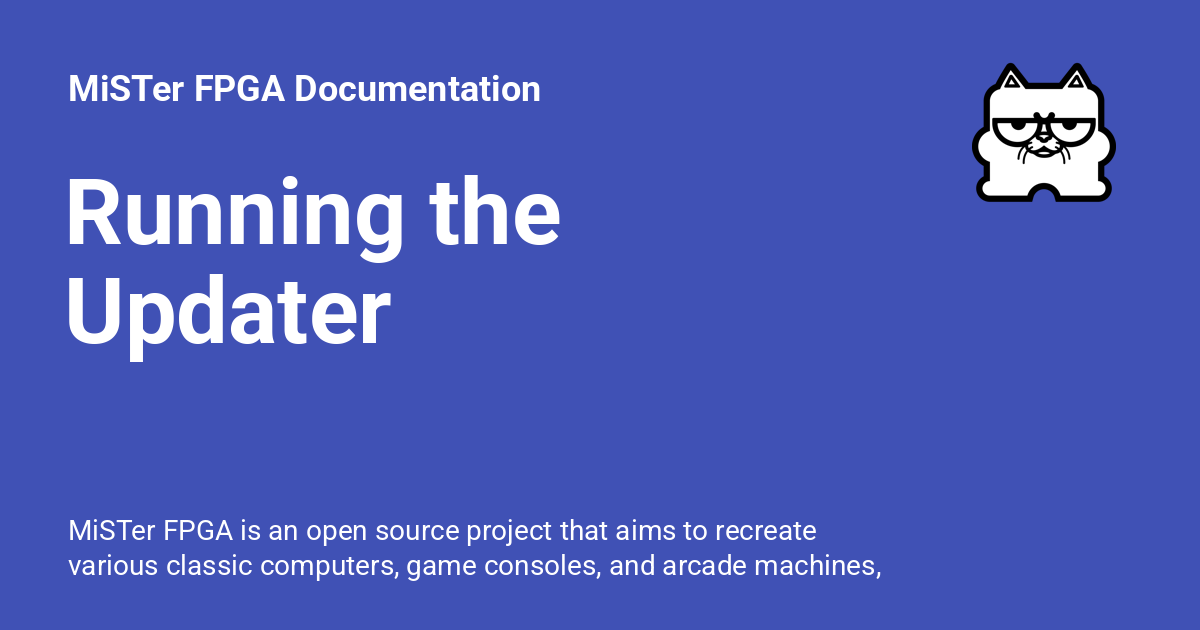 MiSTer FPGA Documentation
Running the
Updater
MiSTer FPGA is an open source project that aims to recreate
various classic computers, game consoles, and arcade machines,